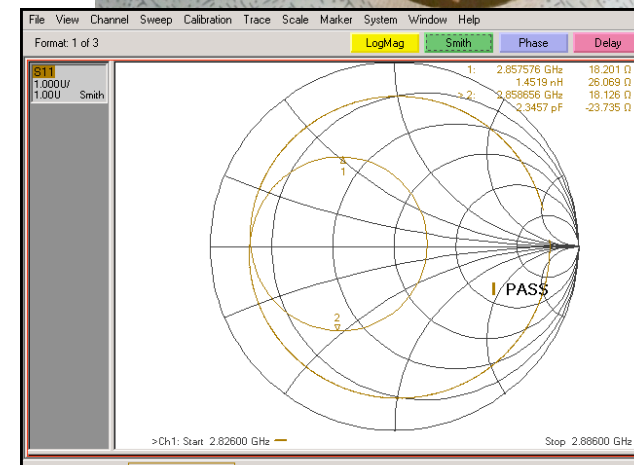 File View Channel Sweep Calibration Trace Scale Marker System Window Help
Format: 1 of 3 LogMag Smith Phase Delay
S11
1.000U/
1.00U Smith
1: 2.857576 GHz 18.201 Ω
1.4519 nH 26.069 Ω
> 2: 2.858656 GHz 18.126 Ω
2.3457 pF -23.735 Ω
1
2
PASS
>Ch1: Start 2.82600 GHz Stop 2.88600 GHz